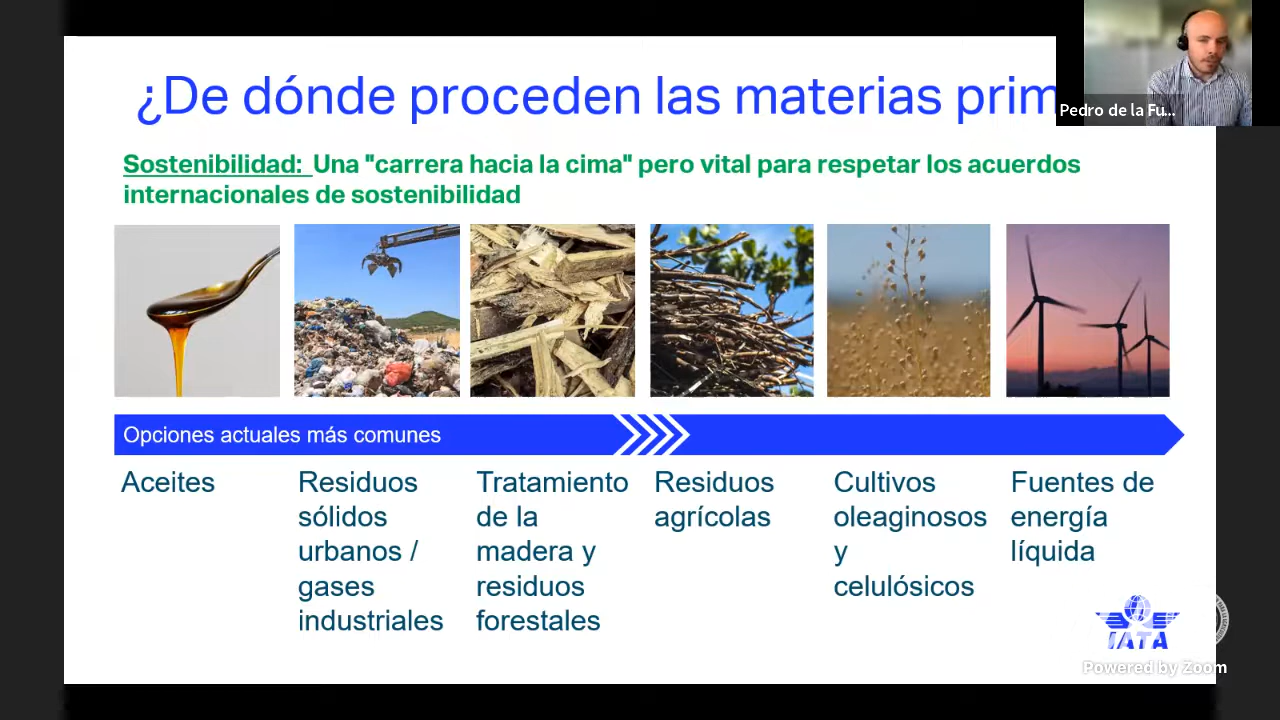 ¿De dónde proceden las materias prim
Pedro de la Fu...
Sostenibilidad: Una "carrera hacia la cima" pero vital para respetar los acuerdos
internacionales de sostenibilidad
Opciones actuales más comunes
Aceites
Residuos
sólidos
urbanos /
gases
industriales
Tratamiento
de la
madera y
residuos
forestales
Residuos
agrícolas
Cultivos
oleaginosos
y
celulósicos
Fuentes de
energía
líquida
IATA
Powered by Zoom